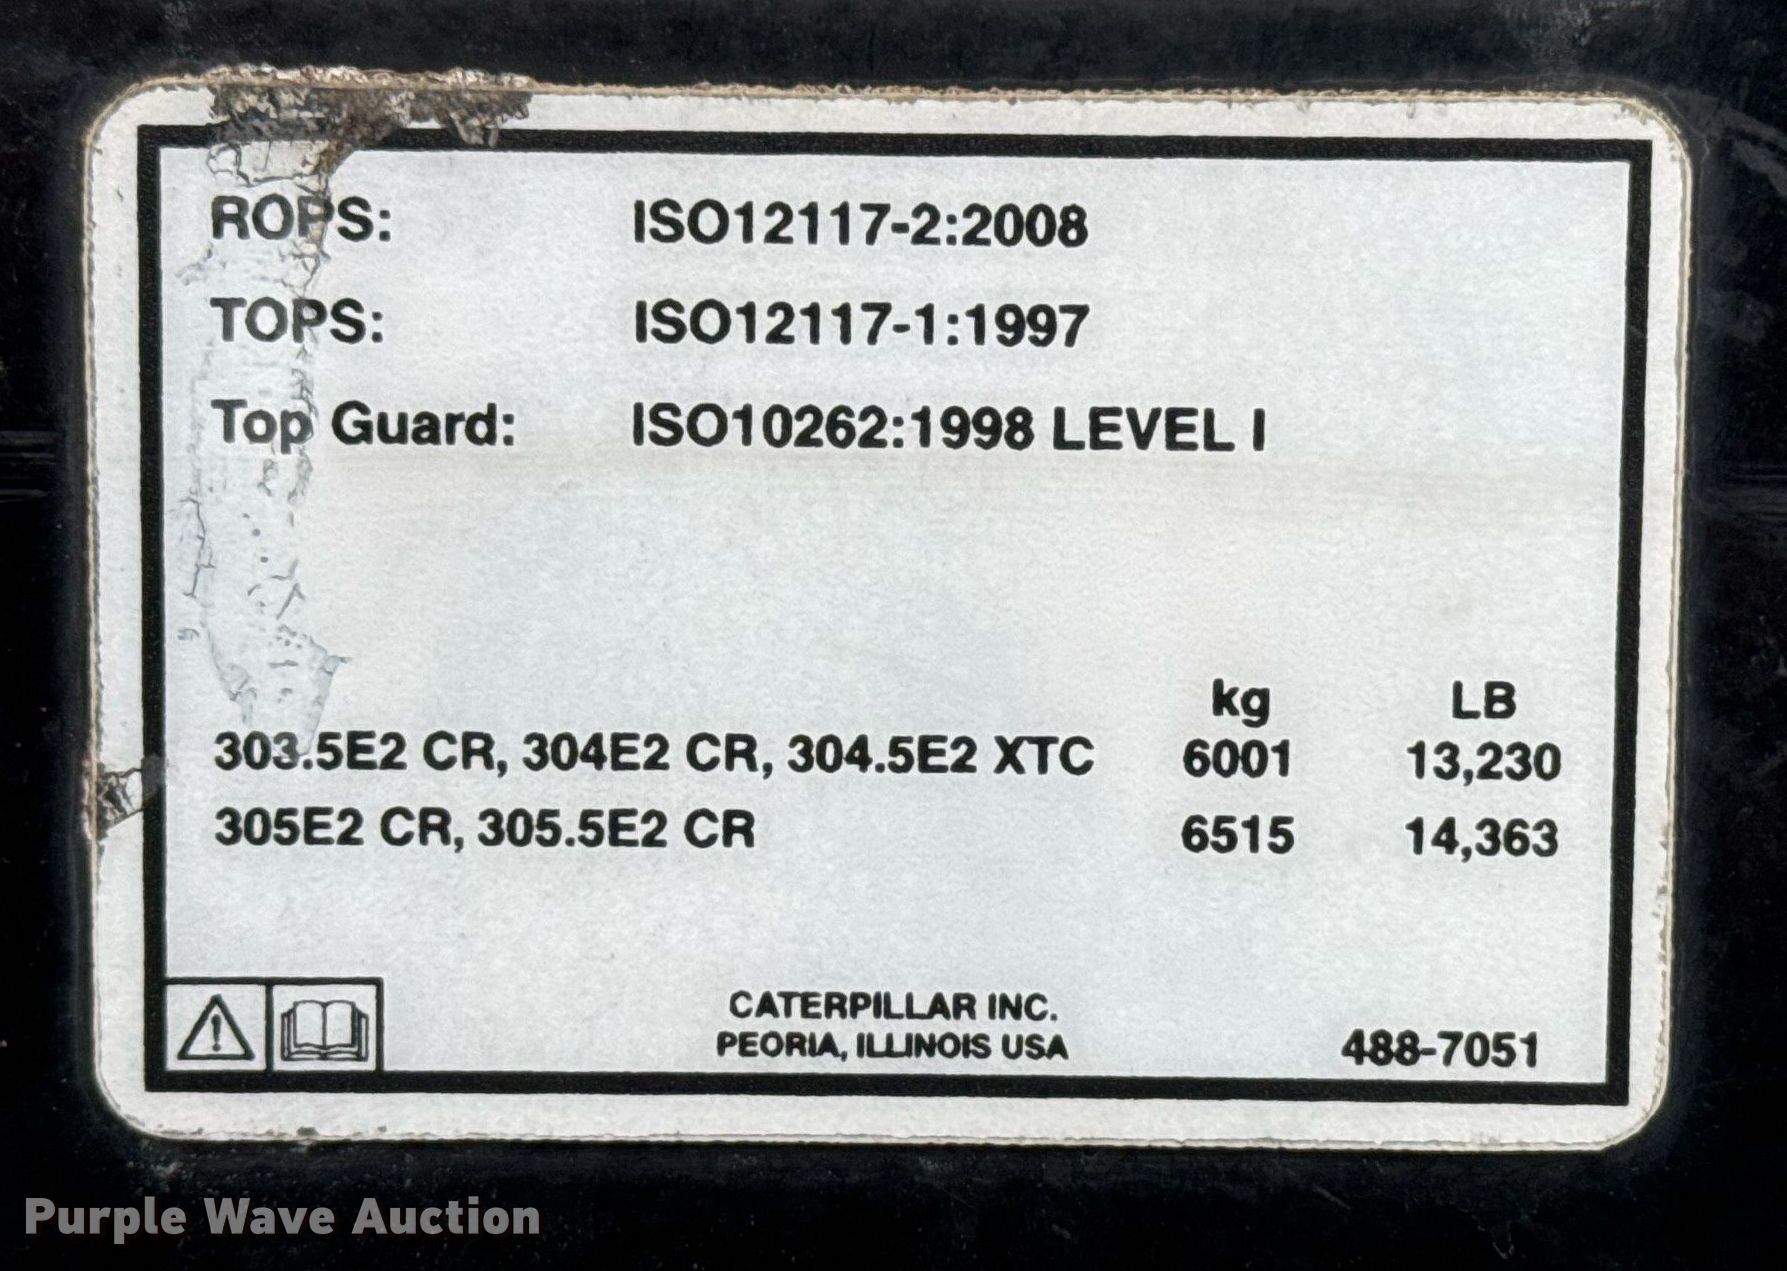 ROPS: ISO12117-2:2008
TOPS: ISO12117-1:1997
Top Guard: ISO10262:1998 LEVEL I
kg LB
303.5E2 CR, 304E2 CR, 304.5E2 XTC 6001 13,230
305E2 CR, 305.5E2 CR 6515 14,363
CATERPILLAR INC.
PEORIA, ILLINOIS USA 488-7051
Purple Wave Auction